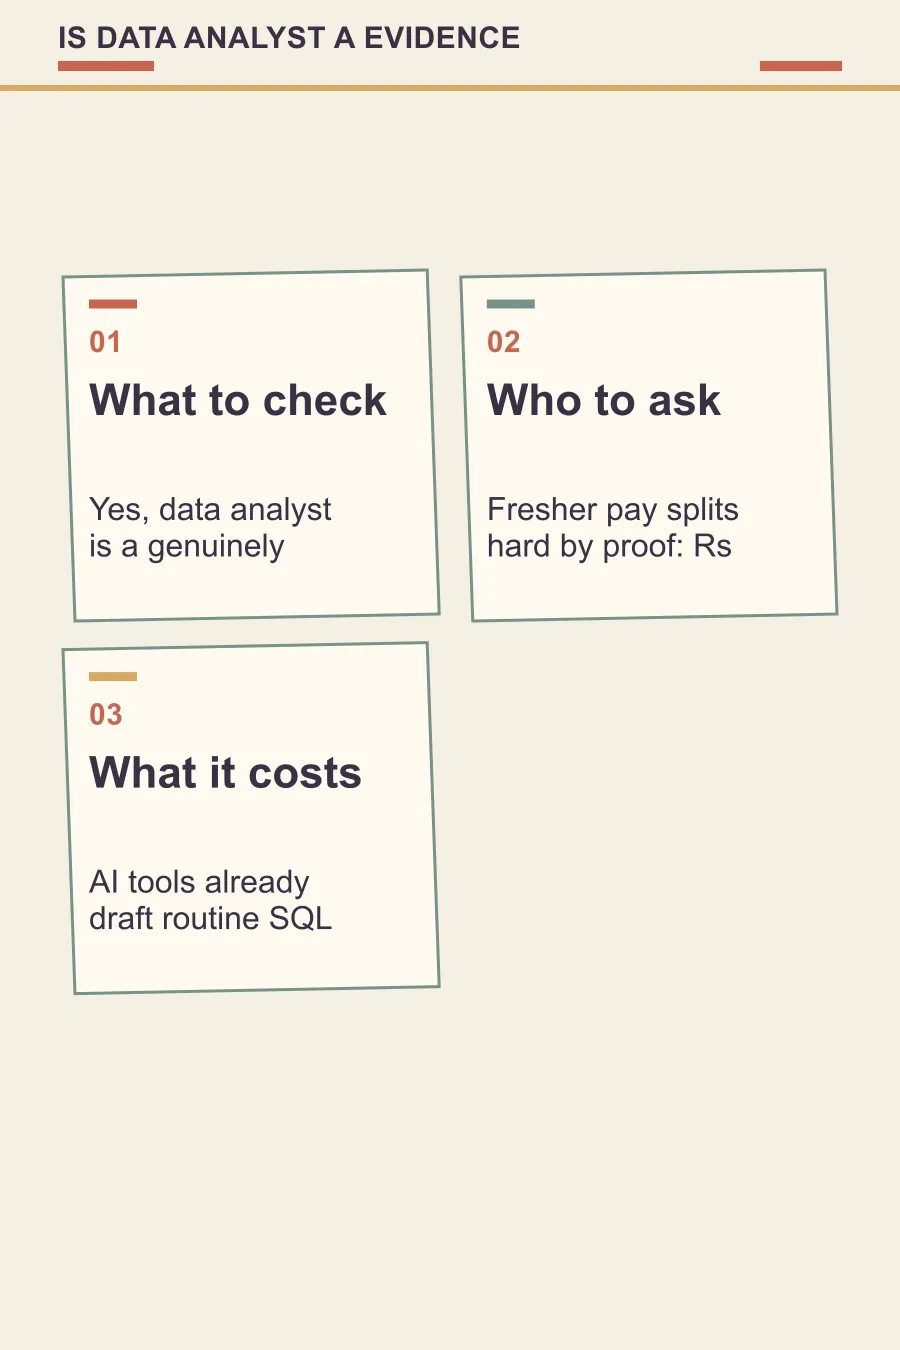 IS DATA ANALYST A EVIDENCE
01
What to check
Yes, data analyst
is a genuinely
02
Who to ask
Fresher pay splits
hard by proof: Rs
03
What it costs
AI tools already
draft routine SQL